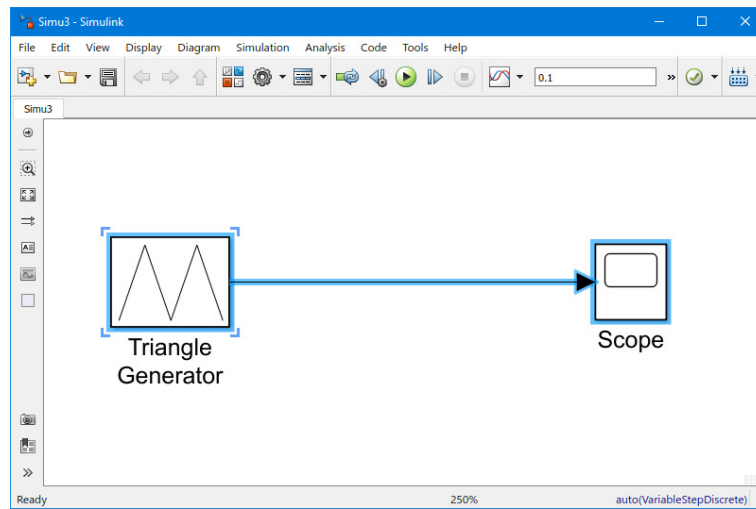 Simu3 - Simulink
File Edit View Display Diagram Simulation Analysis Code Tools Help
0.1
»
Simu3
A≡
Triangle
Generator
Scope
»
Ready 250% auto(VariableStepDiscrete)